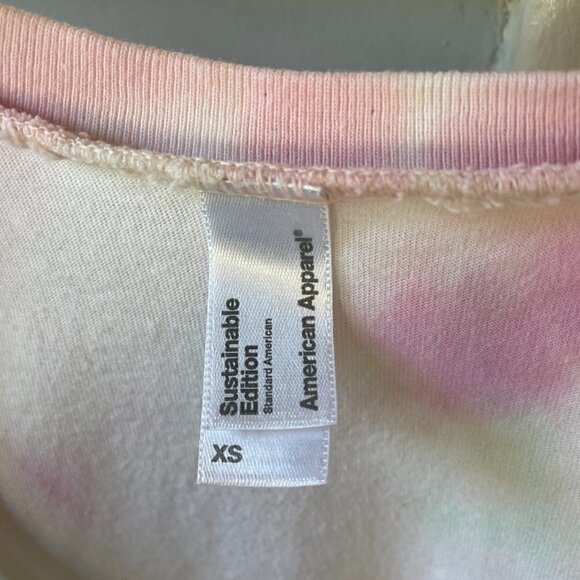 Sustainable
Edition
Standard American
American Apparel®
XS